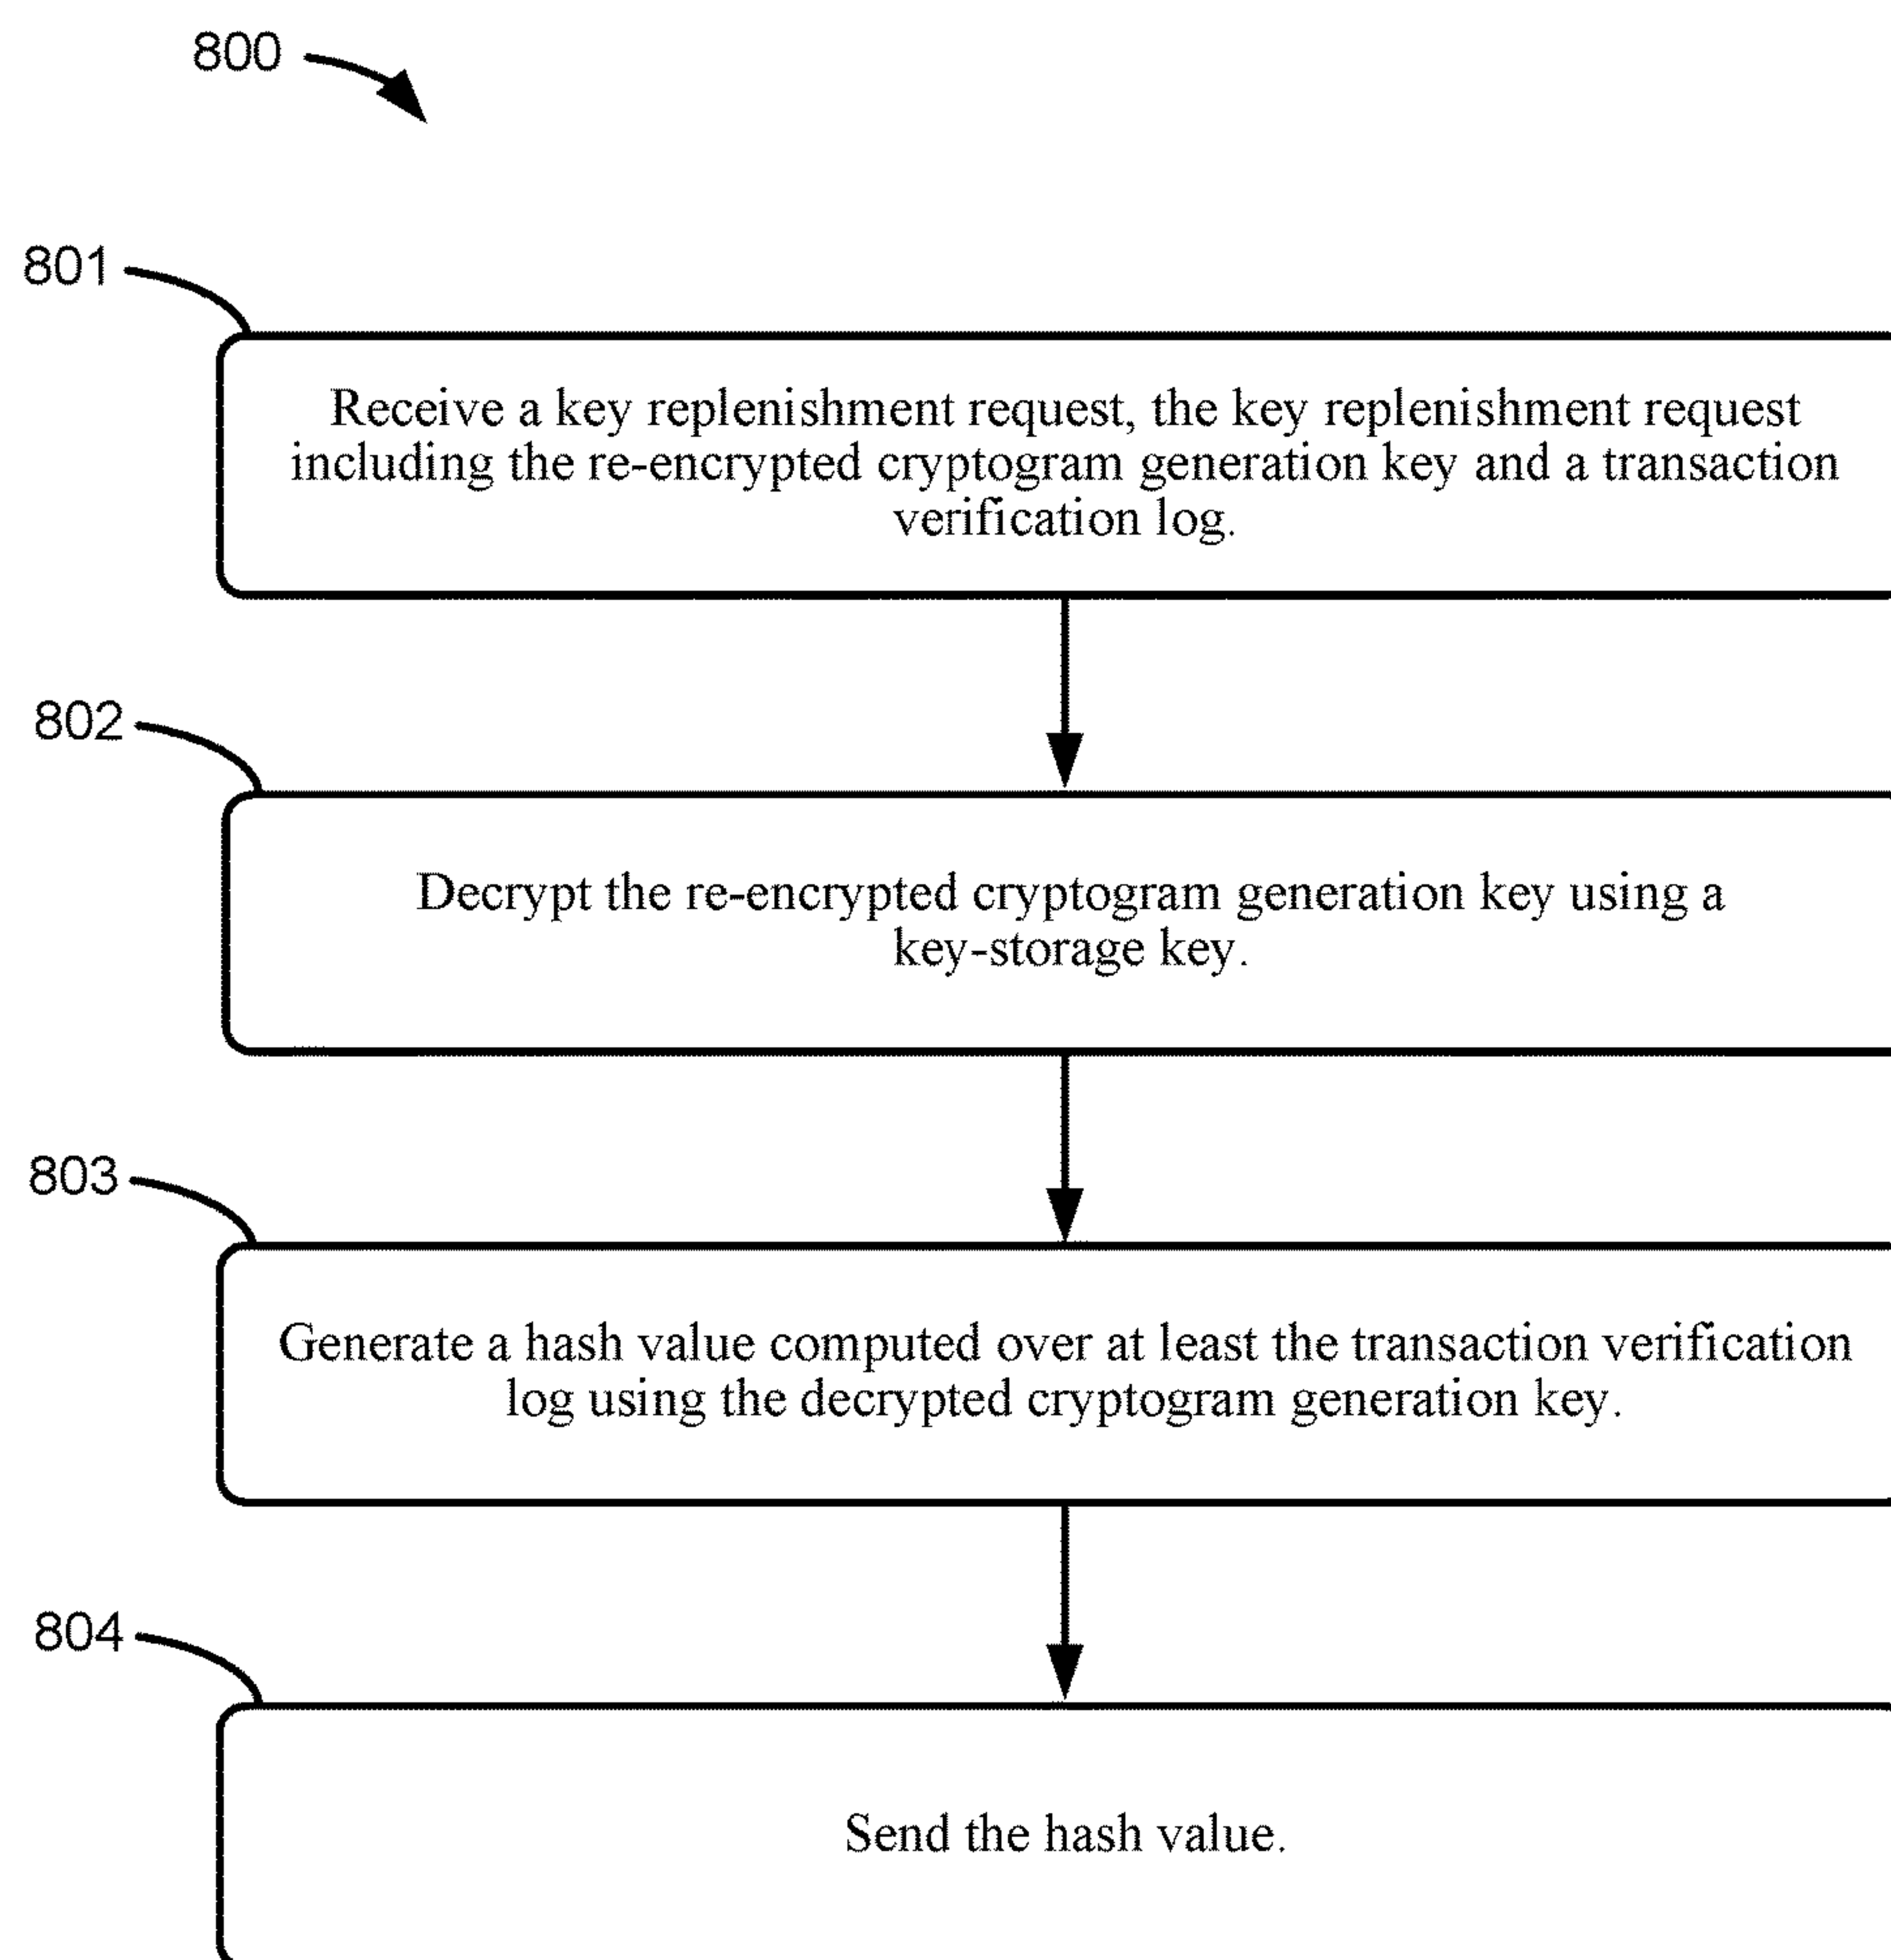 800
801
Receive a key replenishment request, the key replenishment request
including the re-encrypted cryptogram generation key and a transaction
verification log.
802
Decrypt the re-encrypted cryptogram generation key using a
key-storage key.
803
Generate a hash value computed over at least the transaction verification
log using the decrypted cryptogram generation key.
804
Send the hash value.